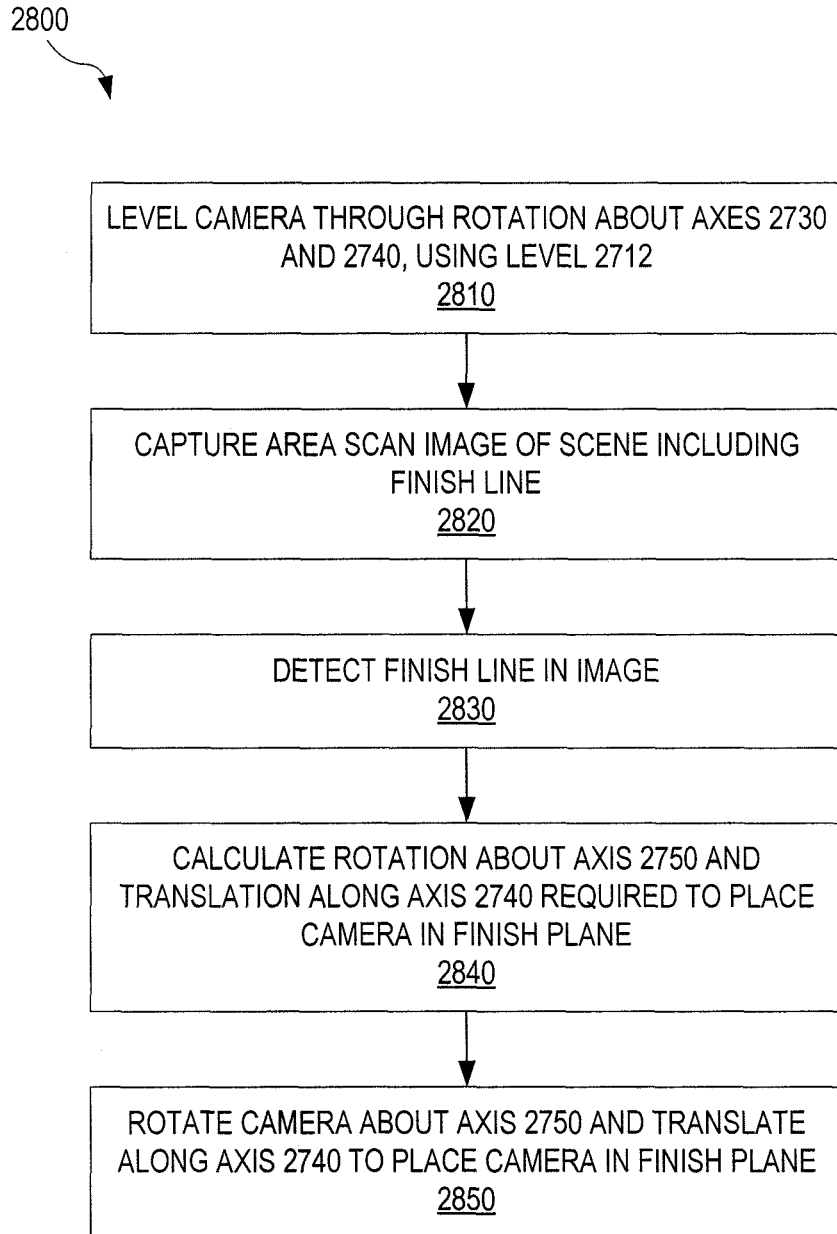 2800
LEVEL CAMERA THROUGH ROTATION ABOUT AXES 2730
AND 2740, USING LEVEL 2712
2810
CAPTURE AREA SCAN IMAGE OF SCENE INCLUDING
FINISH LINE
2820
DETECT FINISH LINE IN IMAGE
2830
CALCULATE ROTATION ABOUT AXIS 2750 AND
TRANSLATION ALONG AXIS 2740 REQUIRED TO PLACE
CAMERA IN FINISH PLANE
2840
ROTATE CAMERA ABOUT AXIS 2750 AND TRANSLATE
ALONG AXIS 2740 TO PLACE CAMERA IN FINISH PLANE
2850